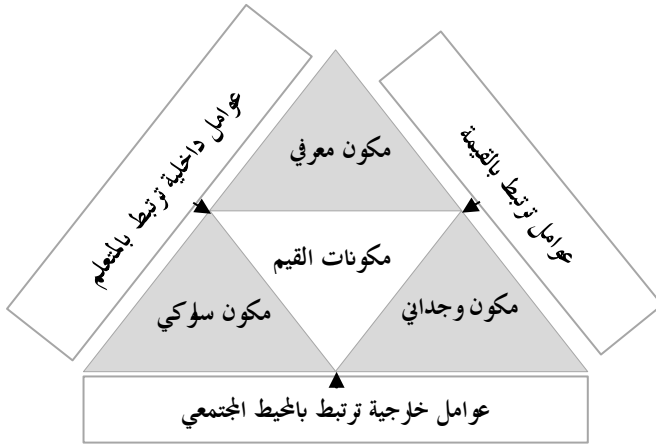 عوامل داخلية ترتبط بالمتعلم
عوامل ترتبط بالقيمة
مكون معرفي
مكونات القيم
مكون وجداني
مكون سلوكي
عوامل خارجية ترتبط بالمحيط المجتمعي